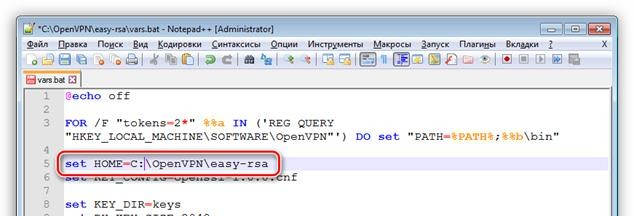 *C:\OpenVPN\easy-rsa\vars.bat - Notepad++ [Administrator]
Файл Правка Поиск Вид Кодировки Синтаксисы Опции Инструменты Макросы Запуск Плагины Вкладки ? X
vars.bat
1 @echo off
2
3 FOR /F "tokens=2*" %%a IN ('REG QUERY
"HKEY_LOCAL_MACHINE\SOFTWARE\OpenVPN"') DO set "PATH=%PATH%;%%b\bin"
4
5 set HOME=C:\OpenVPN\easy-rsa
6 set KEY_CONFIG=openssl-1.0.0.cnf
7
8 set KEY_DIR=keys